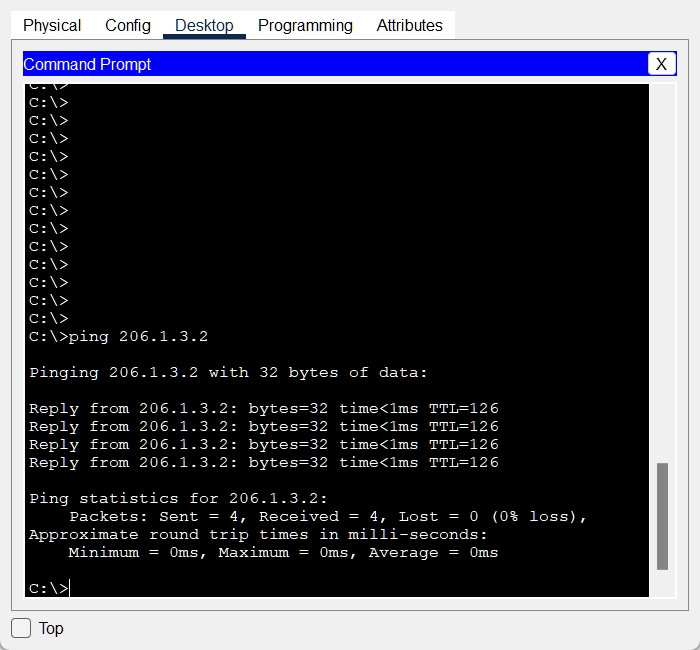 Physical Config Desktop Programming Attributes
Command Prompt X
C:\>
C:\>
C:\>
C:\>
C:\>
C:\>
C:\>
C:\>
C:\>
C:\>
C:\>
C:\>
C:\>
C:\>
C:\>ping 206.1.3.2
Pinging 206.1.3.2 with 32 bytes of data:
Reply from 206.1.3.2: bytes=32 time<1ms TTL=126
Reply from 206.1.3.2: bytes=32 time<1ms TTL=126
Reply from 206.1.3.2: bytes=32 time<1ms TTL=126
Reply from 206.1.3.2: bytes=32 time<1ms TTL=126
Ping statistics for 206.1.3.2:
Packets: Sent = 4, Received = 4, Lost = 0 (0% loss),
Approximate round trip times in milli-seconds:
Minimum = 0ms, Maximum = 0ms, Average = 0ms
C:\>
Top